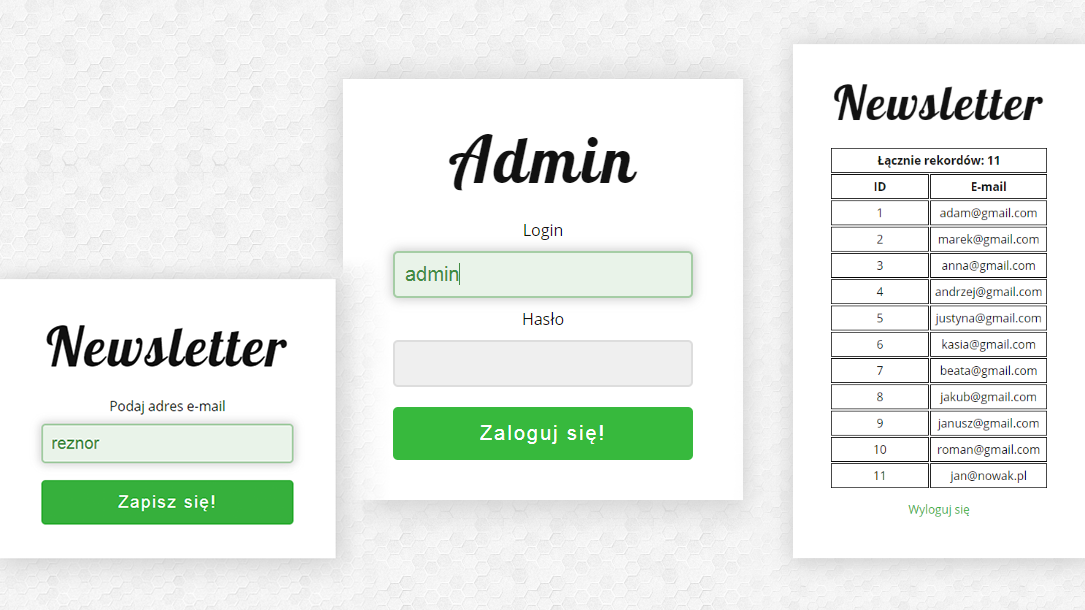 Newsletter
Podaj adres e-mail
reznor
Zapisz się!
Admin
Login
admin
Hasło
Zaloguj się!
Newsletter
Łącznie rekordów: 11
ID E-mail
1 adam@gmail.com
2 marek@gmail.com
3 anna@gmail.com
4 andrzej@gmail.com
5 justyna@gmail.com
6 kasia@gmail.com
7 beata@gmail.com
8 jakub@gmail.com
9 janusz@gmail.com
10 roman@gmail.com
11 jan@nowak.pl
Wyloguj się